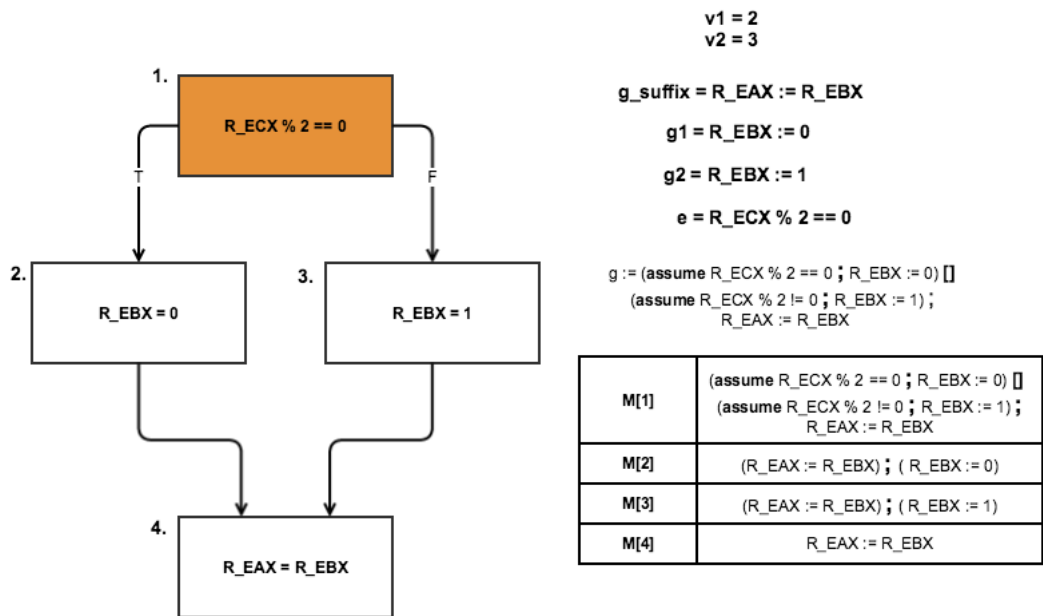 1.
R_ECX % 2 == 0
T
F
2.
R_EBX = 0
3.
R_EBX = 1
4.
R_EAX = R_EBX
v1 = 2
v2 = 3
g_suffix = R_EAX := R_EBX
g1 = R_EBX := 0
g2 = R_EBX := 1
e = R_ECX % 2 == 0
g := (assume R_ECX % 2 == 0 ; R_EBX := 0) []
(assume R_ECX % 2 != 0 ; R_EBX := 1) ;
R_EAX := R_EBX
M[1]
(assume R_ECX % 2 == 0 ; R_EBX := 0) []
(assume R_ECX % 2 != 0 ; R_EBX := 1) ;
R_EAX := R_EBX
M[2]
(R_EAX := R_EBX) ; ( R_EBX := 0)
M[3]
(R_EAX := R_EBX) ; ( R_EBX := 1)
M[4]
R_EAX := R_EBX